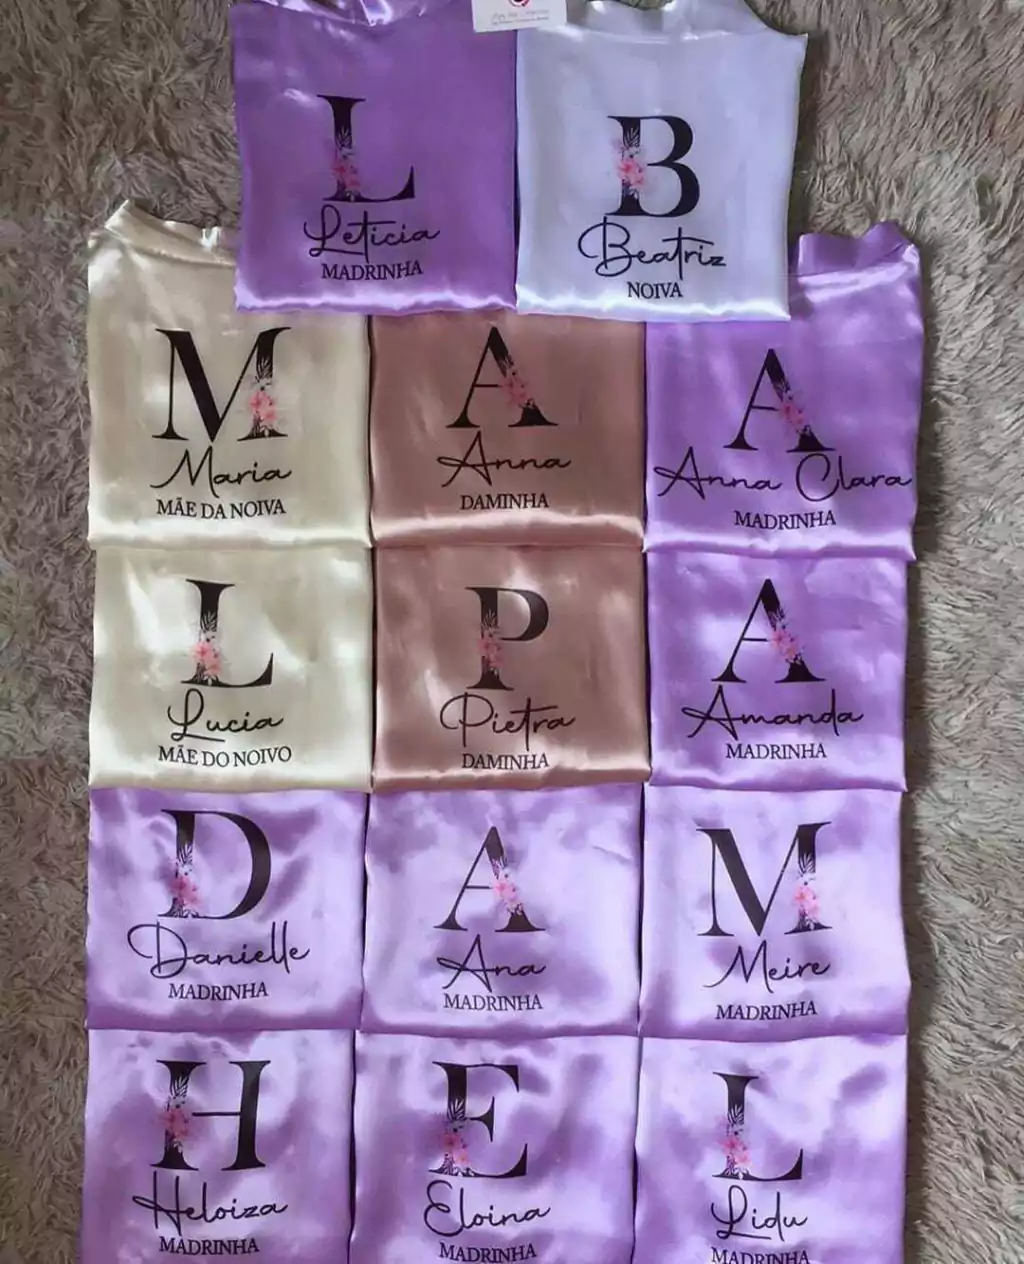 L
Leticia
MADRINHA
B
Beatriz
NOIVA
M
Maria
MÃE DA NOIVA
A
Anna
DAMINHA
A
Anna Clara
MADRINHA
L
Lucia
MÃE DO NOIVO
P
Pietra
DAMINHA
A
Amanda
MADRINHA
D
Danielle
MADRINHA
A
Ana
MADRINHA
M
Meire
MADRINHA
H
Heloiza
MADRINHA
E
Eloina
MADRINHA
L
Lidu
MADRINHA